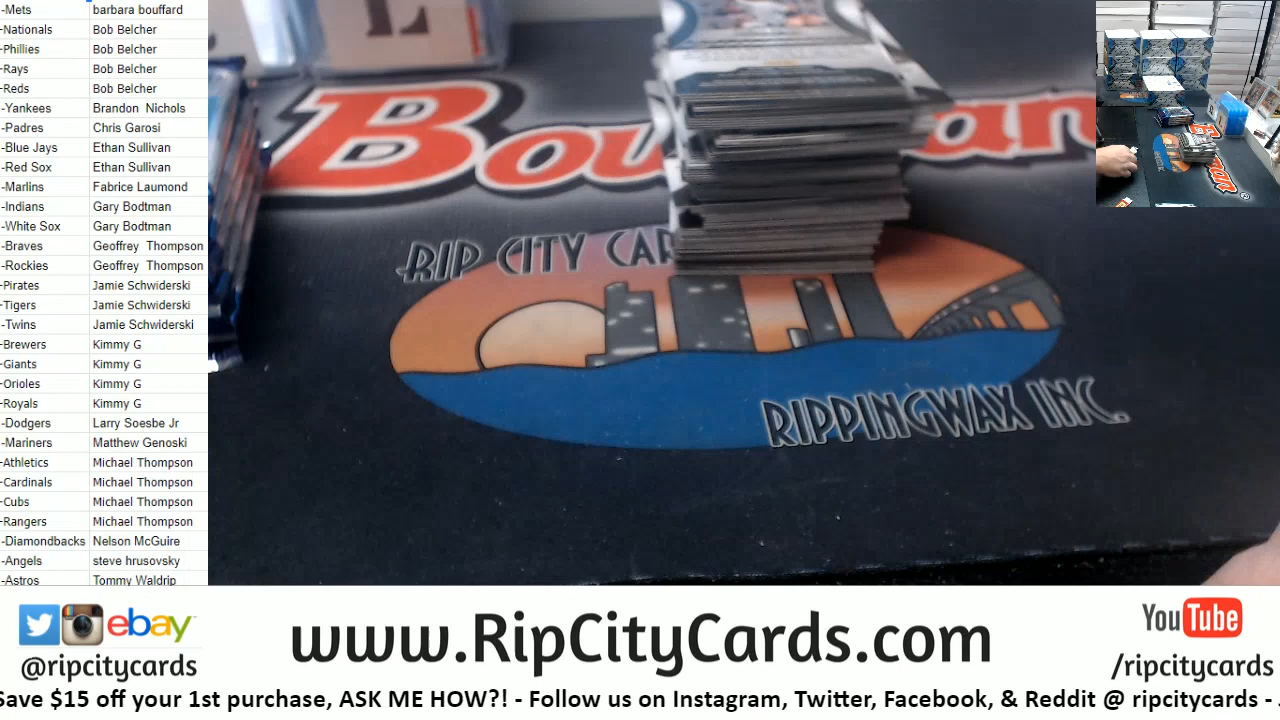 -Mets barbara bouffard
-Nationals Bob Belcher
-Phillies Bob Belcher
-Rays Bob Belcher
-Reds Bob Belcher
-Yankees Brandon Nichols
-Padres Chris Garosi
-Blue Jays Ethan Sullivan
-Red Sox Ethan Sullivan
-Marlins Fabrice Laumond
-Indians Gary Bodtman
-White Sox Gary Bodtman
-Braves Geoffrey Thompson
-Rockies Geoffrey Thompson
-Pirates Jamie Schwiderski
-Tigers Jamie Schwiderski
-Twins Jamie Schwiderski
-Brewers Kimmy G
-Giants Kimmy G
-Orioles Kimmy G
-Royals Kimmy G
-Dodgers Larry Soesbe Jr
-Mariners Matthew Genoski
-Athletics Michael Thompson
-Cardinals Michael Thompson
-Cubs Michael Thompson
-Rangers Michael Thompson
-Diamondbacks Nelson McGuire
-Angels steve hrusovsky
-Astros Tommy Waldrip
RIP CITY CAR
RIPPINGWAX INC.
ebay
@ripcitycards
www.RipCityCards.com
YouTube
/ripcitycards
Save $15 off your 1st purchase, ASK ME HOW?! - Follow us on Instagram, Twitter, Facebook, & Reddit @ ripcitycards -